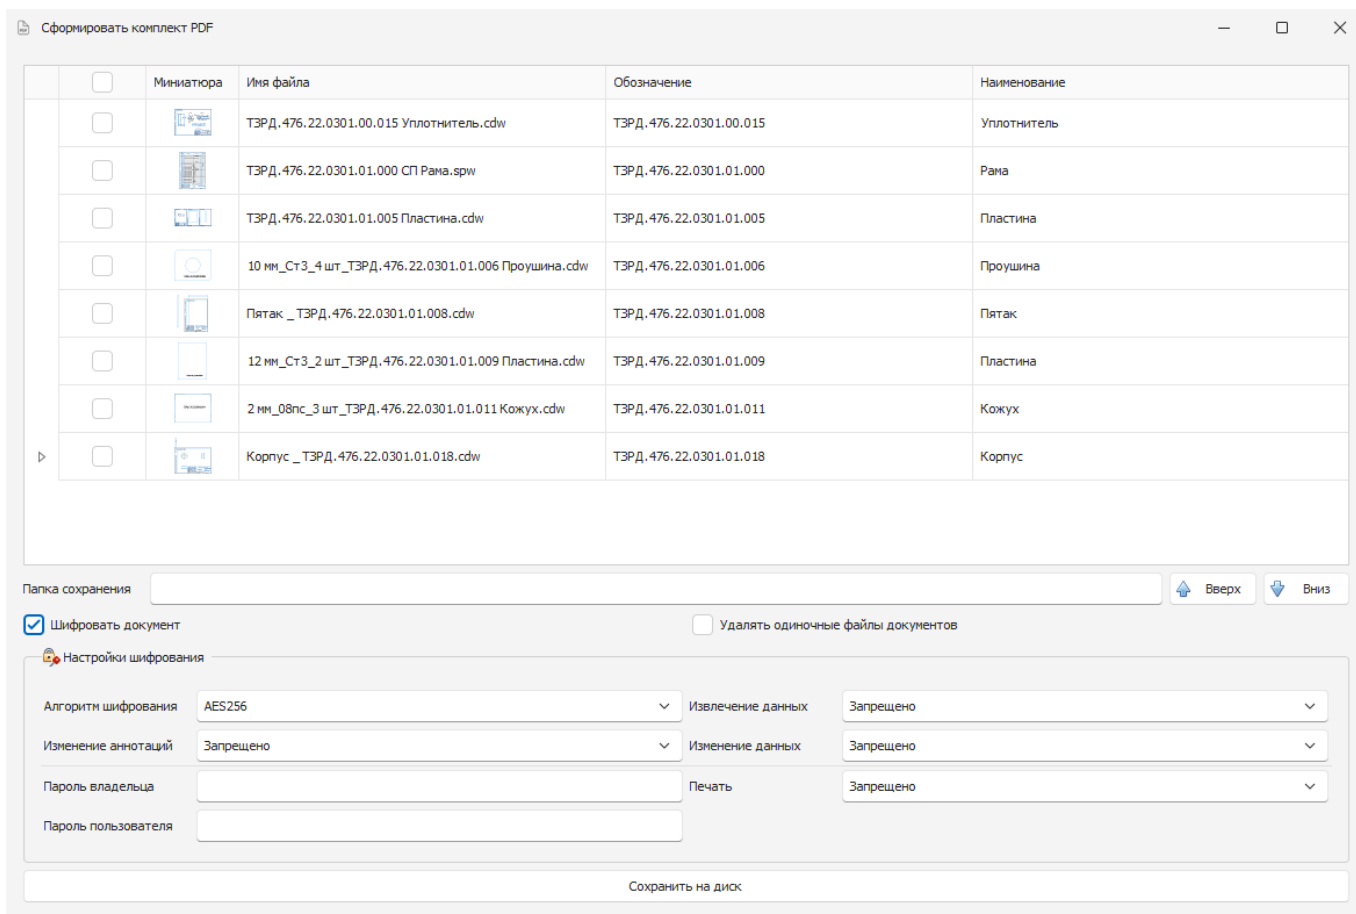 Сформировать комплект PDF
Миниатюра Имя файла Обозначение Наименование
ТЗРД.476.22.0301.00.015 Уплотнитель.cdw ТЗРД.476.22.0301.00.015 Уплотнитель
ТЗРД.476.22.0301.01.000 СП Рама.spw ТЗРД.476.22.0301.01.000 Рама
ТЗРД.476.22.0301.01.005 Пластина.cdw ТЗРД.476.22.0301.01.005 Пластина
10 мм_Ст3_4 шт_ТЗРД.476.22.0301.01.006 Проушина.cdw ТЗРД.476.22.0301.01.006 Проушина
Пятак _ ТЗРД.476.22.0301.01.008.cdw ТЗРД.476.22.0301.01.008 Пятак
12 мм_Ст3_2 шт_ТЗРД.476.22.0301.01.009 Пластина.cdw ТЗРД.476.22.0301.01.009 Пластина
2 мм_08пс_3 шт_ТЗРД.476.22.0301.01.011 Кожух.cdw ТЗРД.476.22.0301.01.011 Кожух
Корпус _ ТЗРД.476.22.0301.01.018.cdw ТЗРД.476.22.0301.01.018 Корпус
Папка сохранения Вверх Вниз
Шифровать документ Удалять одиночные файлы документов
Настройки шифрования
Алгоритм шифрования AES256 Извлечение данных Запрещено
Изменение аннотаций Запрещено Изменение данных Запрещено
Пароль владельца Печать Запрещено
Пароль пользователя
Сохранить на диск